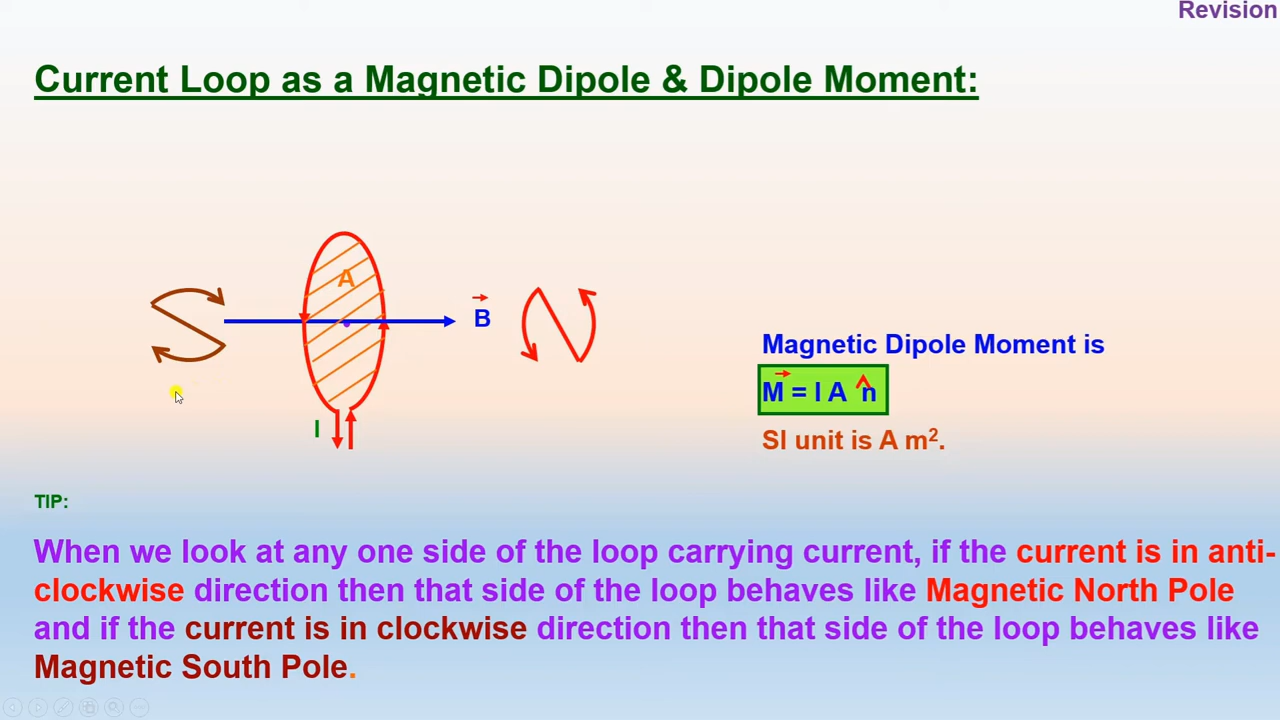 Revision
Current Loop as a Magnetic Dipole & Dipole Moment:
A
B
I
Magnetic Dipole Moment is
M = I A n
SI unit is A m².
TIP:
When we look at any one side of the loop carrying current, if the current is in anti-
clockwise direction then that side of the loop behaves like Magnetic North Pole
and if the current is in clockwise direction then that side of the loop behaves like
Magnetic South Pole.